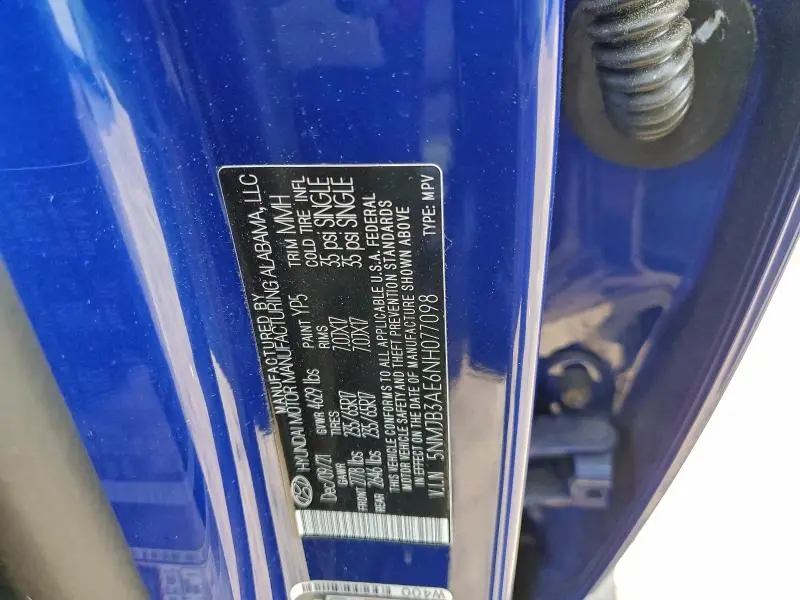 MANUFACTURED BY
HYUNDAI MOTOR MANUFACTURING ALABAMA, LLC
Dec/07/21 GVWR 4629 lbs PAINT YP5 TRIM MMH
GAWR TIRES RIMS COLD TIRE INFL
FRONT 2778 lbs 235/65R17 7.00X17 35 psi SINGLE
REAR 2646 lbs 235/65R17 7.00X17 35 psi SINGLE
THIS VEHICLE CONFORMS TO ALL APPLICABLE U.S.A. FEDERAL
MOTOR VEHICLE SAFETY AND THEFT PREVENTION STANDARDS
IN EFFECT ON THE DATE OF MANUFACTURE SHOWN ABOVE
V.I.N 5NMJB3AE6NH077098 TYPE: MPV
W400